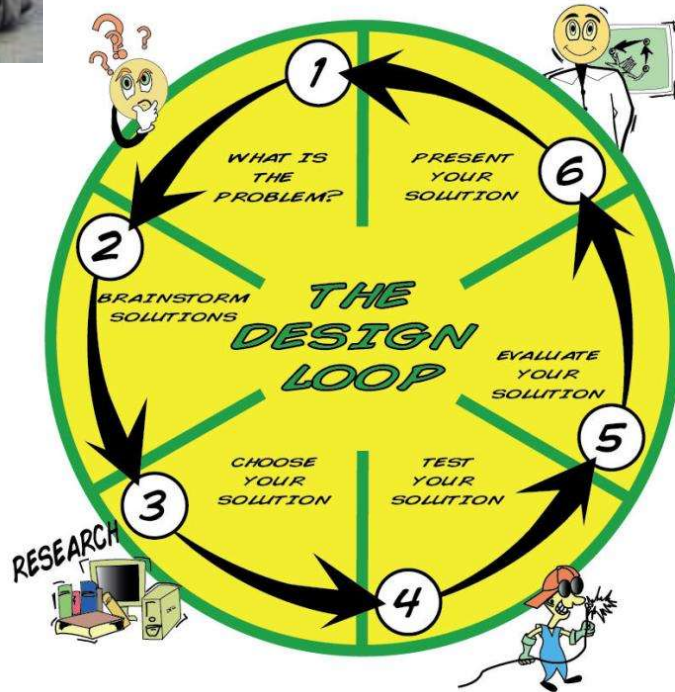 THE
DESIGN
LOOP
1
WHAT IS
THE
PROBLEM?
2
BRAINSTORM
SOLUTIONS
3
CHOOSE
YOUR
SOLUTION
RESEARCH
4
TEST
YOUR
SOLUTION
5
EVALUATE
YOUR
SOLUTION
6
PRESENT
YOUR
SOLUTION
? ? ?